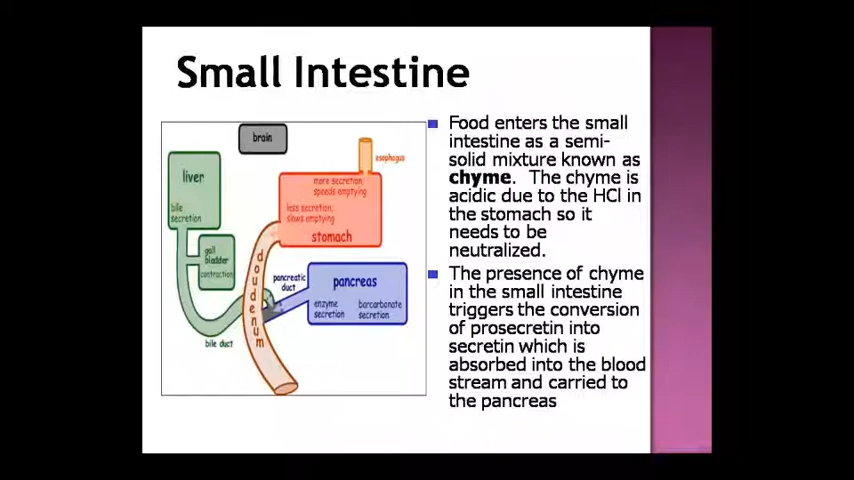 Small Intestine
brain
liver
bile
secretion
gall
bladder
contraction
bile duct
doudenum
esophagus
more secretion;
speeds emptying
less secretion;
slows emptying
stomach
pancreatic
duct
pancreas
enzyme
secretion
barcarbonate
secretion
Food enters the small
intestine as a semi-
solid mixture known as
chyme. The chyme is
acidic due to the HCl in
the stomach so it
needs to be
neutralized.
The presence of chyme
in the small intestine
triggers the conversion
of prosecretin into
secretin which is
absorbed into the blood
stream and carried to
the pancreas